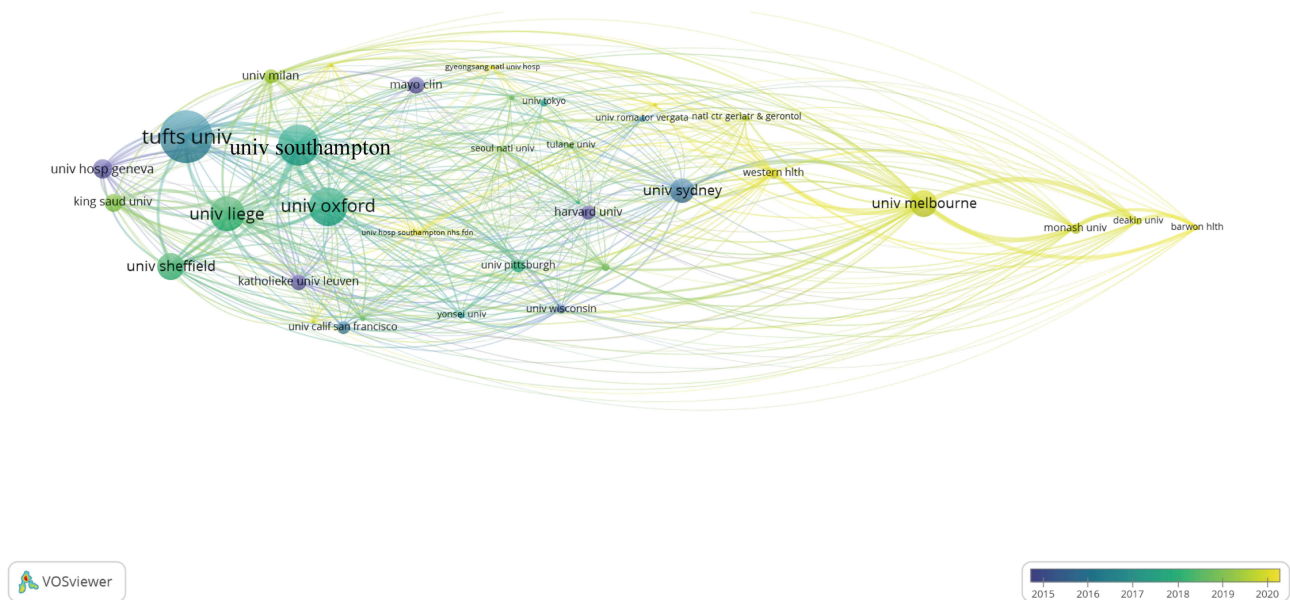 gyeongsang natl univ hosp
univ milan
mayo clin
univ tokyo
univ roma tor vergata
natl ctr geriatr & gerontol
tufts univ
univ southampton
seoul natl univ
tulane univ
univ hosp geneva
western hlth
univ sydney
king saud univ
univ liege
univ oxford
harvard univ
univ melbourne
monash univ
deakin univ
barwon hlth
univ hosp southampton nhs fon
univ sheffield
katholieke univ leuven
univ pittsburgh
univ calif san francisco
yonsei univ
univ wisconsin
VOSviewer
2015 2016 2017 2018 2019 2020